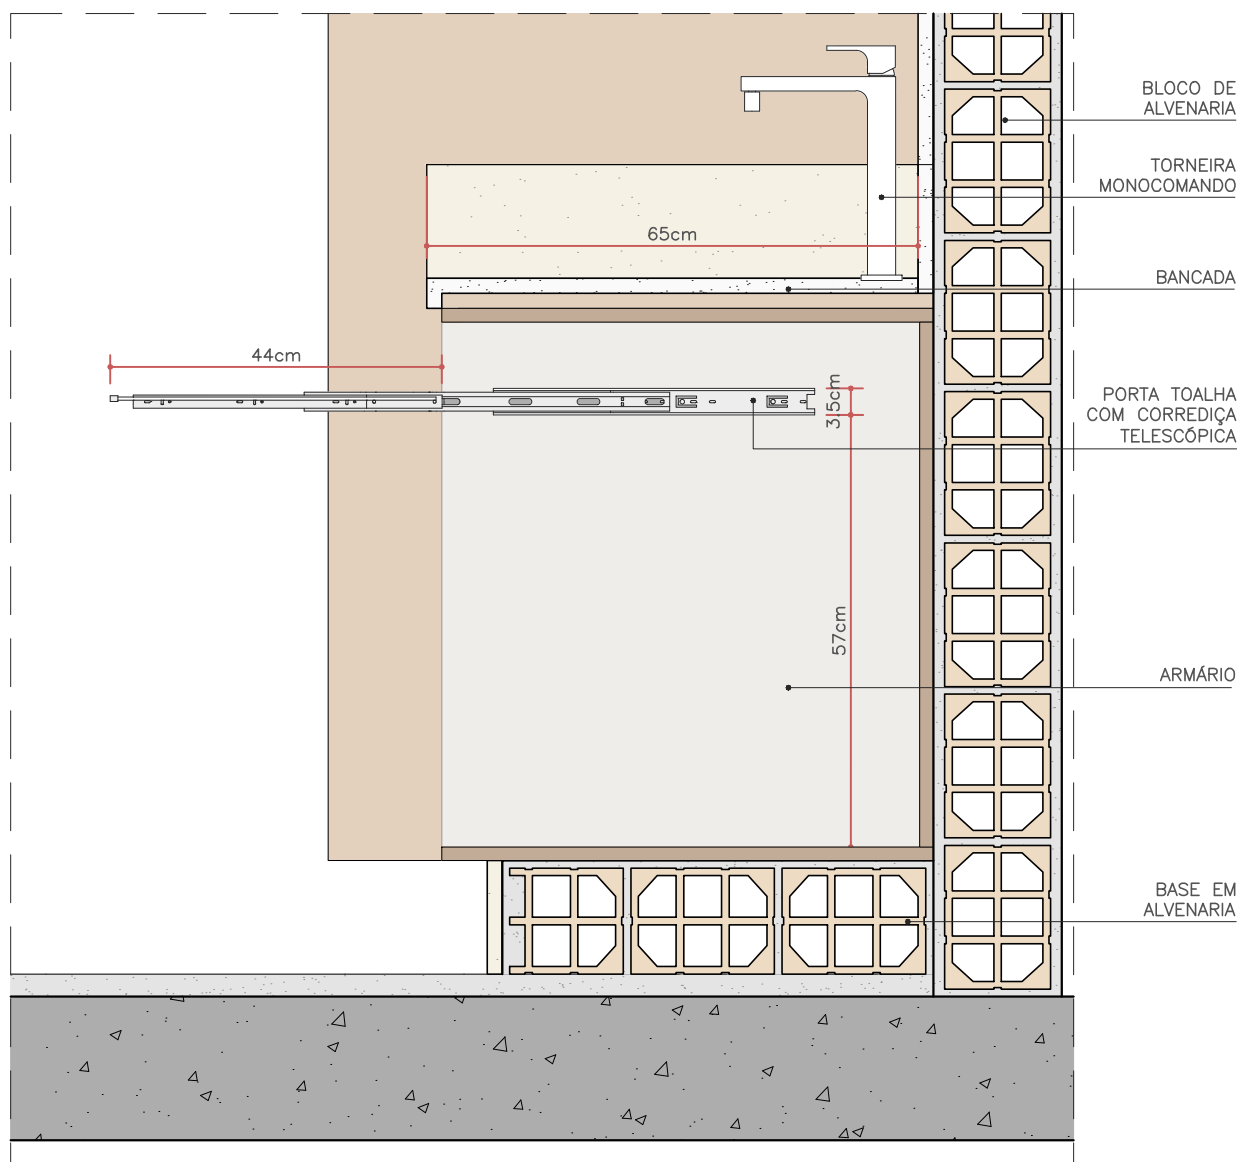 BLOCO DE
ALVENARIA
TORNEIRA
MONOCOMANDO
65cm
BANCADA
44cm
3.5cm
PORTA TOALHA
COM CORREDIÇA
TELESCÓPICA
57cm
ARMÁRIO
BASE EM
ALVENARIA